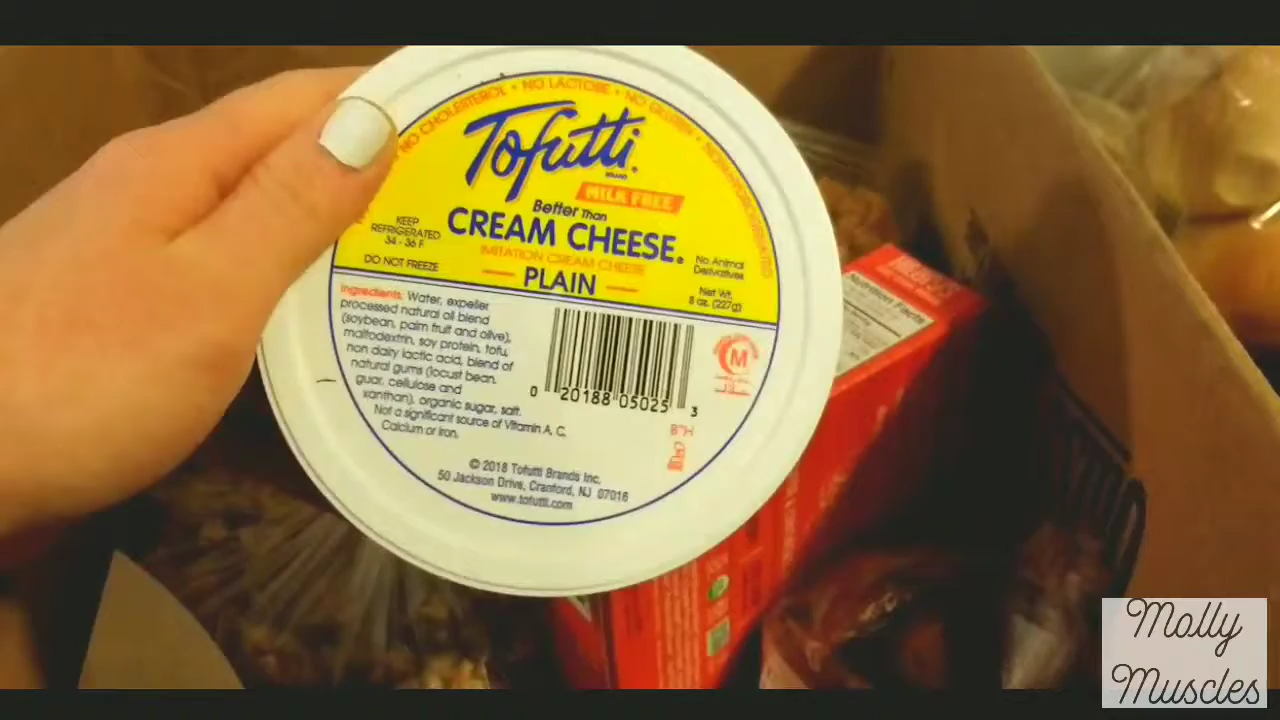 NO CHOLESTEROL • NO LACTOSE • NO GLUTEN •
Tofutti
BRAND
MILK FREE
Better Than
CREAM CHEESE.
IMITATION CREAM CHEESE
PLAIN
KEEP
REFRIGERATED
34 - 36 F
DO NOT FREEZE
No Animal
Derivatives
Net Wt.
8 oz. (227g)
Ingredients: Water, expeller
processed natural oil blend
(soybean, palm fruit and olive),
maltodextrin, soy protein, tofu,
non dairy lactic acid, blend of
natural gums (locust bean,
guar, cellulose and
xanthan), organic sugar, salt.
Not a significant source of Vitamin A, C,
Calcium or Iron.
0 20188 05025 3
M
B"H
© 2018 Tofutti Brands Inc.
50 Jackson Drive, Cranford, NJ 07016
www.tofutti.com
Nutrition Facts
Molly
Muscles